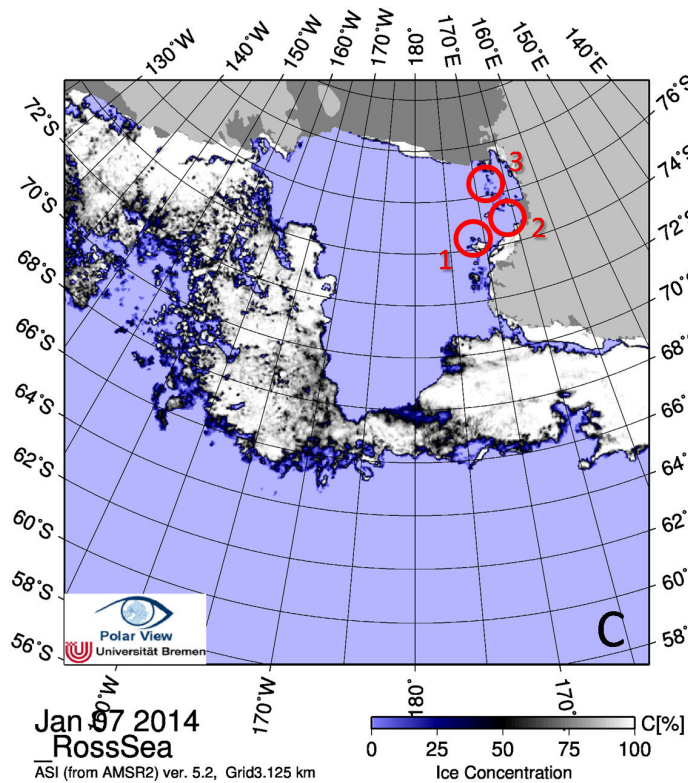 130°W 140°W 150°W 160°W 170°W 180° 170°E 160°E 150°E 140°E
72°S 70°S 68°S 66°S 64°S 62°S 60°S 58°S 56°S
76°S 74°S 72°S 70°S 68°S 66°S 64°S 62°S 60°S 58°
3
2
1
C
Polar View
Universität Bremen
170°W 180° 170°
Jan 07 2014
_RossSea
ASI (from AMSR2) ver. 5.2, Grid3.125 km
C[%]
0 25 50 75 100
Ice Concentration